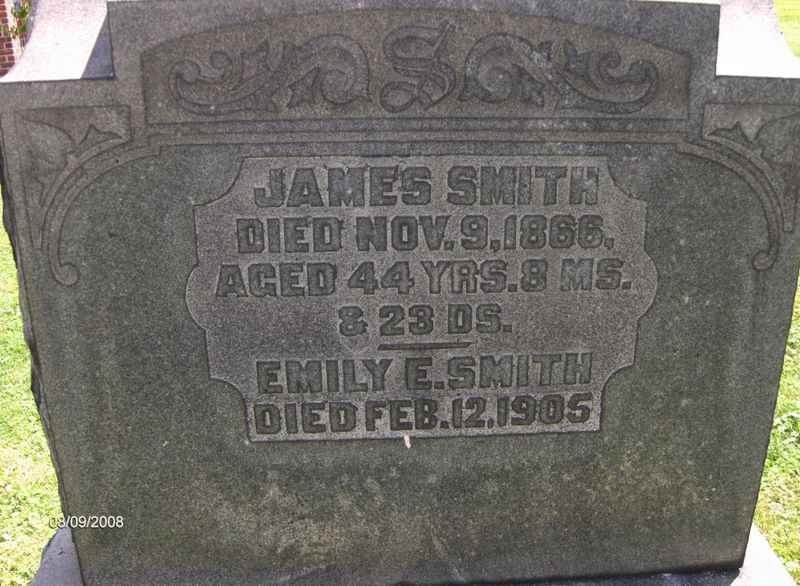 S
JAMES SMITH
DIED NOV. 9, 1866,
AGED 44 YRS. 8 MS.
& 23 DS.
EMILY E. SMITH
DIED FEB. 12, 1905
08/09/2008